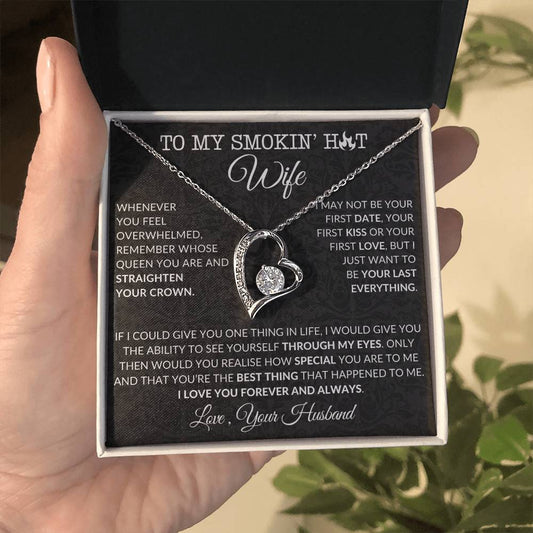 TO MY SMOKIN' HOT
Wife
WHENEVER
YOU FEEL
OVERWHELMED,
REMEMBER WHOSE
QUEEN YOU ARE AND
STRAIGHTEN
YOUR CROWN.
I MAY NOT BE YOUR
FIRST DATE, YOUR
FIRST KISS OR YOUR
FIRST LOVE, BUT I
JUST WANT TO
BE YOUR LAST
EVERYTHING.
IF I COULD GIVE YOU ONE THING IN LIFE, I WOULD GIVE YOU
THE ABILITY TO SEE YOURSELF THROUGH MY EYES. ONLY
THEN WOULD YOU REALISE HOW SPECIAL YOU ARE TO ME
AND THAT YOU'RE THE BEST THING THAT HAPPENED TO ME.
I LOVE YOU FOREVER AND ALWAYS.
Love, Your Husband